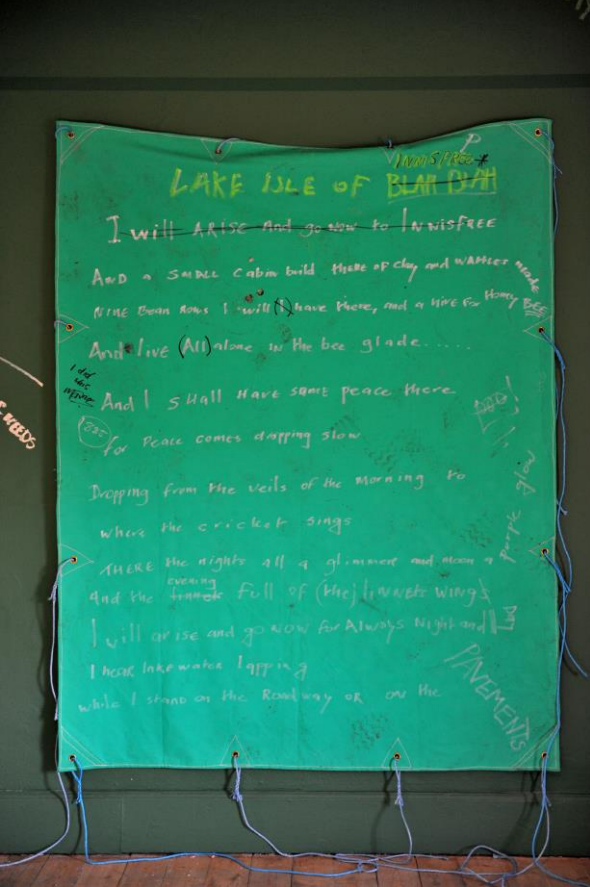 P
INNISFREE*
LAKE ISLE OF BLAH BLAH
I will ARISE and go now to INNISFREE
AND a SMALL Cabin build THERE OF Clay and WATTLES made
NINE Bean Rows I will (I) have there, and a HIVE FOR Honey BEE
And live (All) alone in the bee glade.....
And I SHALL HAVE some peace there
for Peace comes dropping slow
Dropping from the veils of the Morning to
where the cricket sings
THERE the nights all a glimmer and noon a
purple glow
evening
and the linnets full of (the) linnets wings
I will arise and go now for Always Night and
DAY
I hear lake water lapping
while I stand on the Roadway or on the
PAVEMENTS